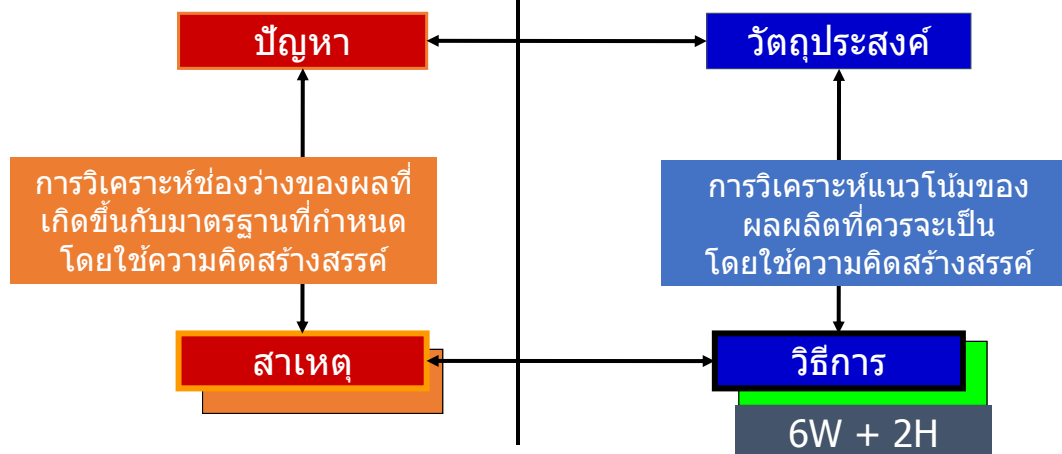 ปัญหา
วัตถุประสงค์
การวิเคราะห์ช่องว่างของผลที่
เกิดขึ้นกับมาตรฐานที่กำหนด
โดยใช้ความคิดสร้างสรรค์
การวิเคราะห์แนวโน้มของ
ผลผลิตที่ควรจะเป็น
โดยใช้ความคิดสร้างสรรค์
สาเหตุ
วิธีการ
6W + 2H